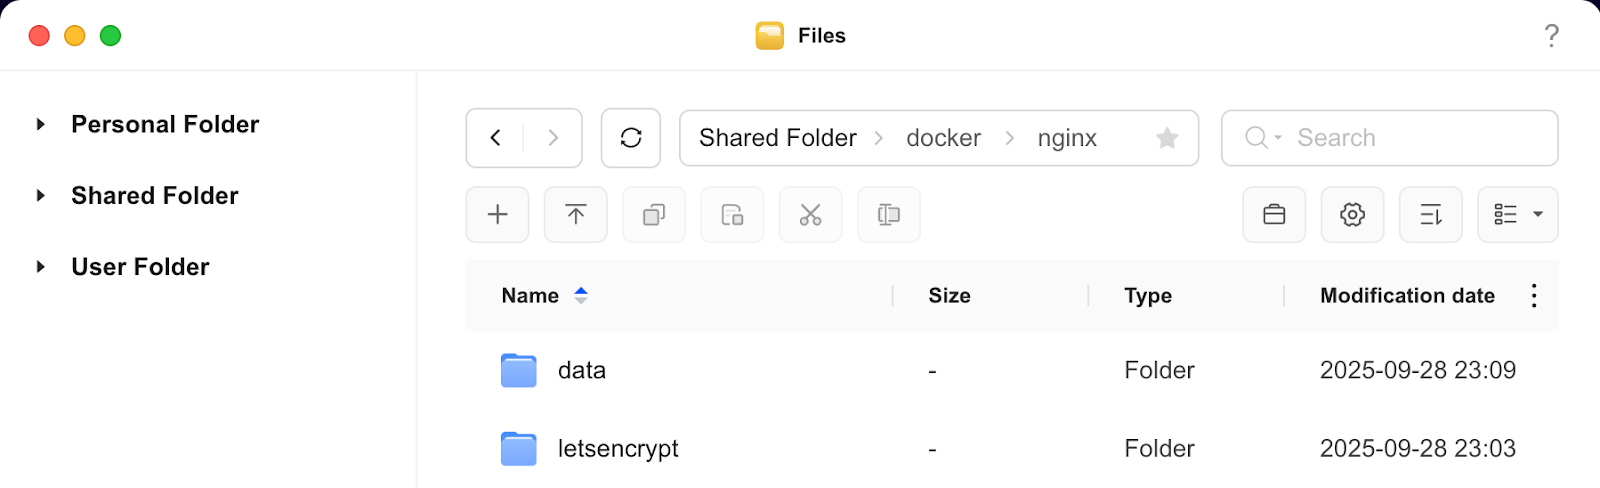 Files
?
Personal Folder
Shared Folder
User Folder
Shared Folder > docker > nginx
Search
Name Size Type Modification date
data - Folder 2025-09-28 23:09
letsencrypt - Folder 2025-09-28 23:03